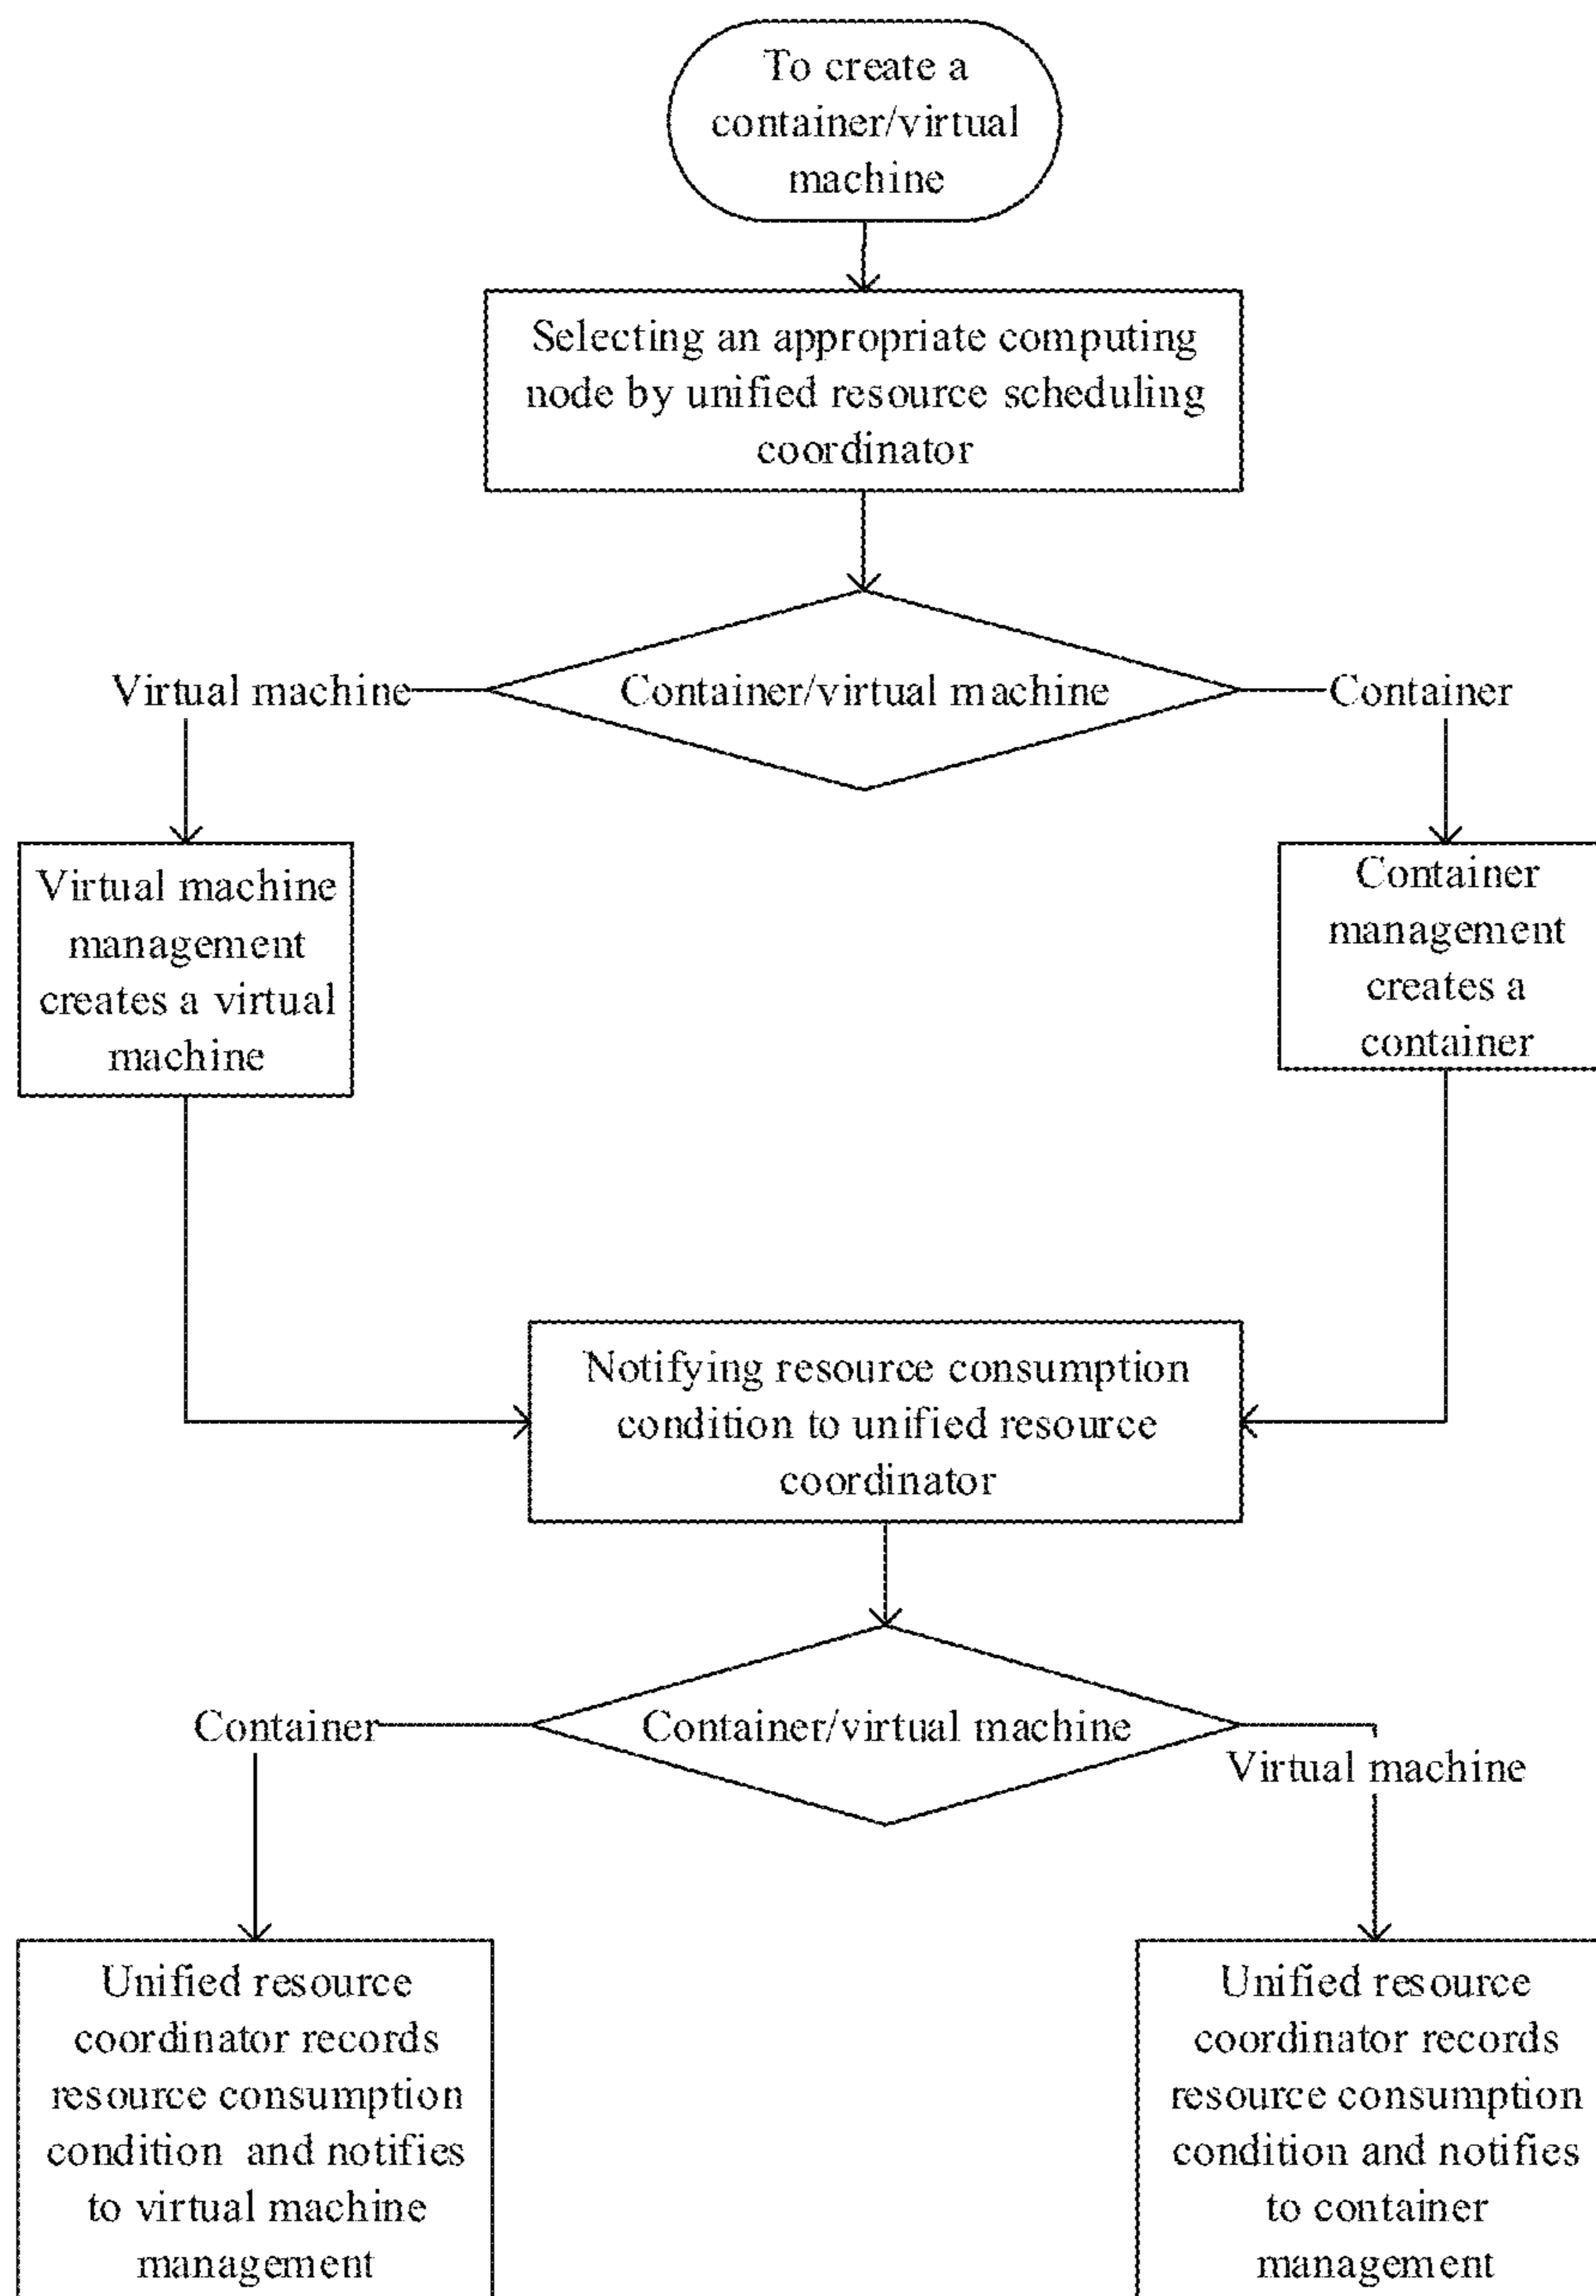 To create a
container/virtual
machine
Selecting an appropriate computing
node by unified resource scheduling
coordinator
Virtual machine
Container/virtual machine
Container
Virtual machine
management
creates a virtual
machine
Container
management
creates a
container
Notifying resource consumption
condition to unified resource
coordinator
Container
Container/virtual machine
Virtual machine
Unified resource
coordinator records
resource consumption
condition and notifies
to virtual machine
management
Unified resource
coordinator records
resource consumption
condition and notifies
to container
management